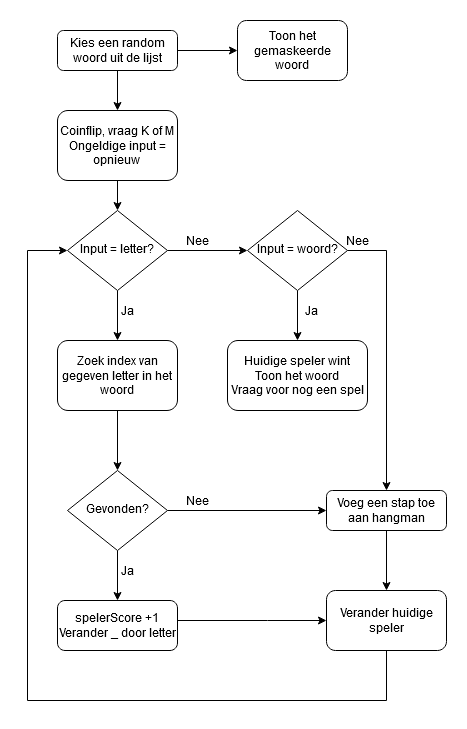 Kies een random
woord uit de lijst
Toon het
gemaskeerde
woord
Coinflip, vraag K of M
Ongeldige input =
opnieuw
Input = letter?
Nee
Input = woord?
Nee
Ja
Ja
Zoek index van
gegeven letter in het
woord
Huidige speler wint
Toon het woord
Vraag voor nog een spel
Gevonden?
Nee
Voeg een stap toe
aan hangman
Ja
spelerScore +1
Verander _ door letter
Verander huidige
speler